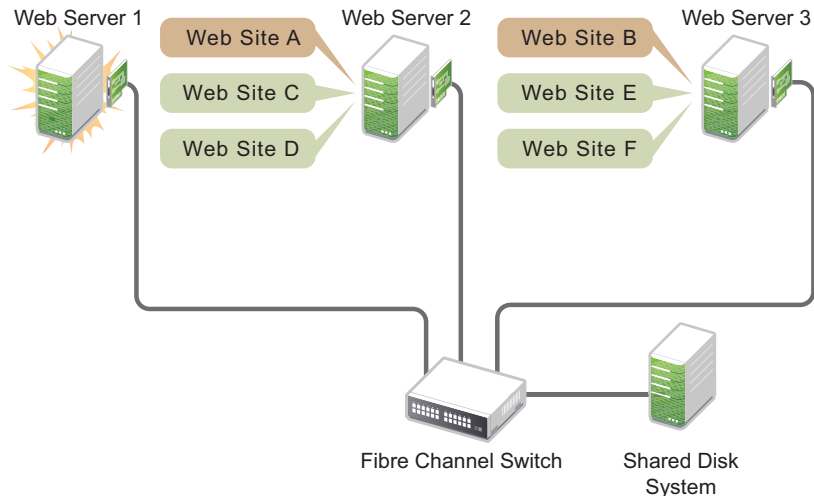 Web Server 1
Web Server 2
Web Server 3
Web Site A
Web Site B
Web Site C
Web Site E
Web Site D
Web Site F
Fibre Channel Switch
Shared Disk
System